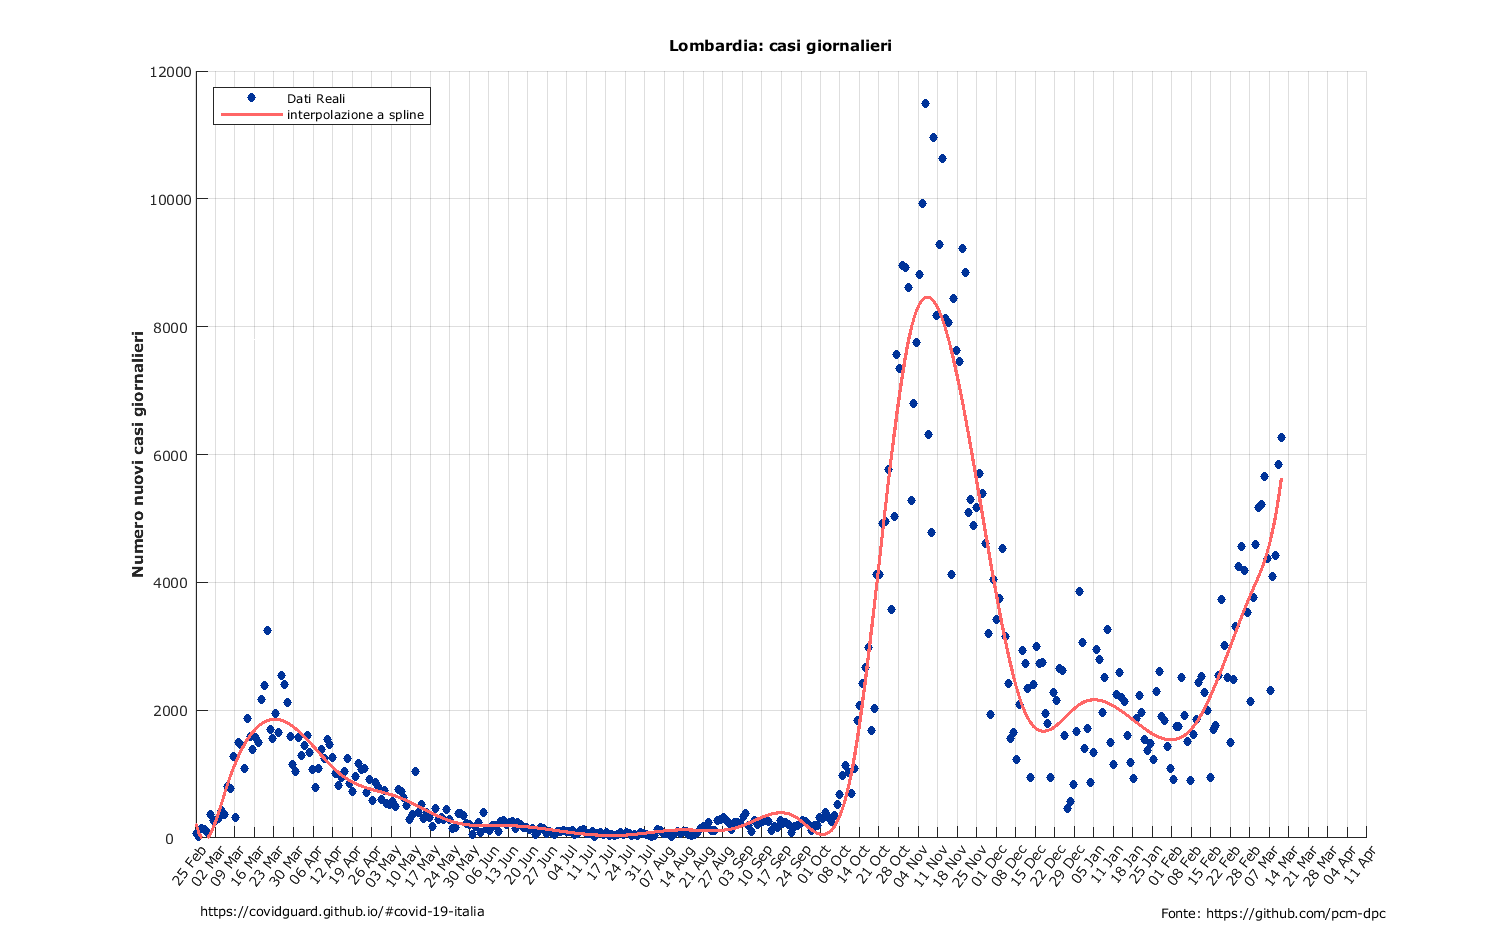 Lombardia: casi giornalieri
12000
10000
8000
6000
4000
2000
0
Numero nuovi casi giornalieri
Dati Reali
interpolazione a spline
25 Feb
02 Mar
09 Mar
16 Mar
23 Mar
30 Mar
06 Apr
12 Apr
19 Apr
26 Apr
03 May
10 May
17 May
24 May
30 May
06 Jun
13 Jun
20 Jun
27 Jun
04 Jul
11 Jul
17 Jul
24 Jul
31 Jul
07 Aug
14 Aug
21 Aug
27 Aug
03 Sep
10 Sep
17 Sep
24 Sep
01 Oct
08 Oct
14 Oct
21 Oct
28 Oct
04 Nov
11 Nov
18 Nov
25 Nov
01 Dec
08 Dec
15 Dec
22 Dec
29 Dec
05 Jan
11 Jan
18 Jan
25 Jan
01 Feb
08 Feb
15 Feb
22 Feb
28 Feb
07 Mar
14 Mar
21 Mar
28 Mar
04 Apr
11 Apr
https://covidguard.github.io/#covid-19-italia
Fonte: https://github.com/pcm-dpc